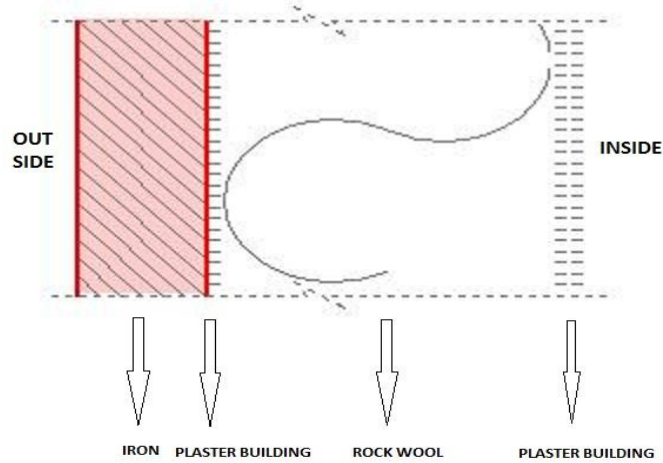 OUT
SIDE
INSIDE
IRON
PLASTER BUILDING
ROCK WOOL
PLASTER BUILDING